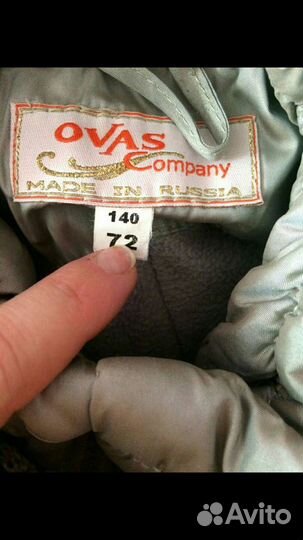 OVAS
Company
MADE IN RUSSIA
140
72
Avito